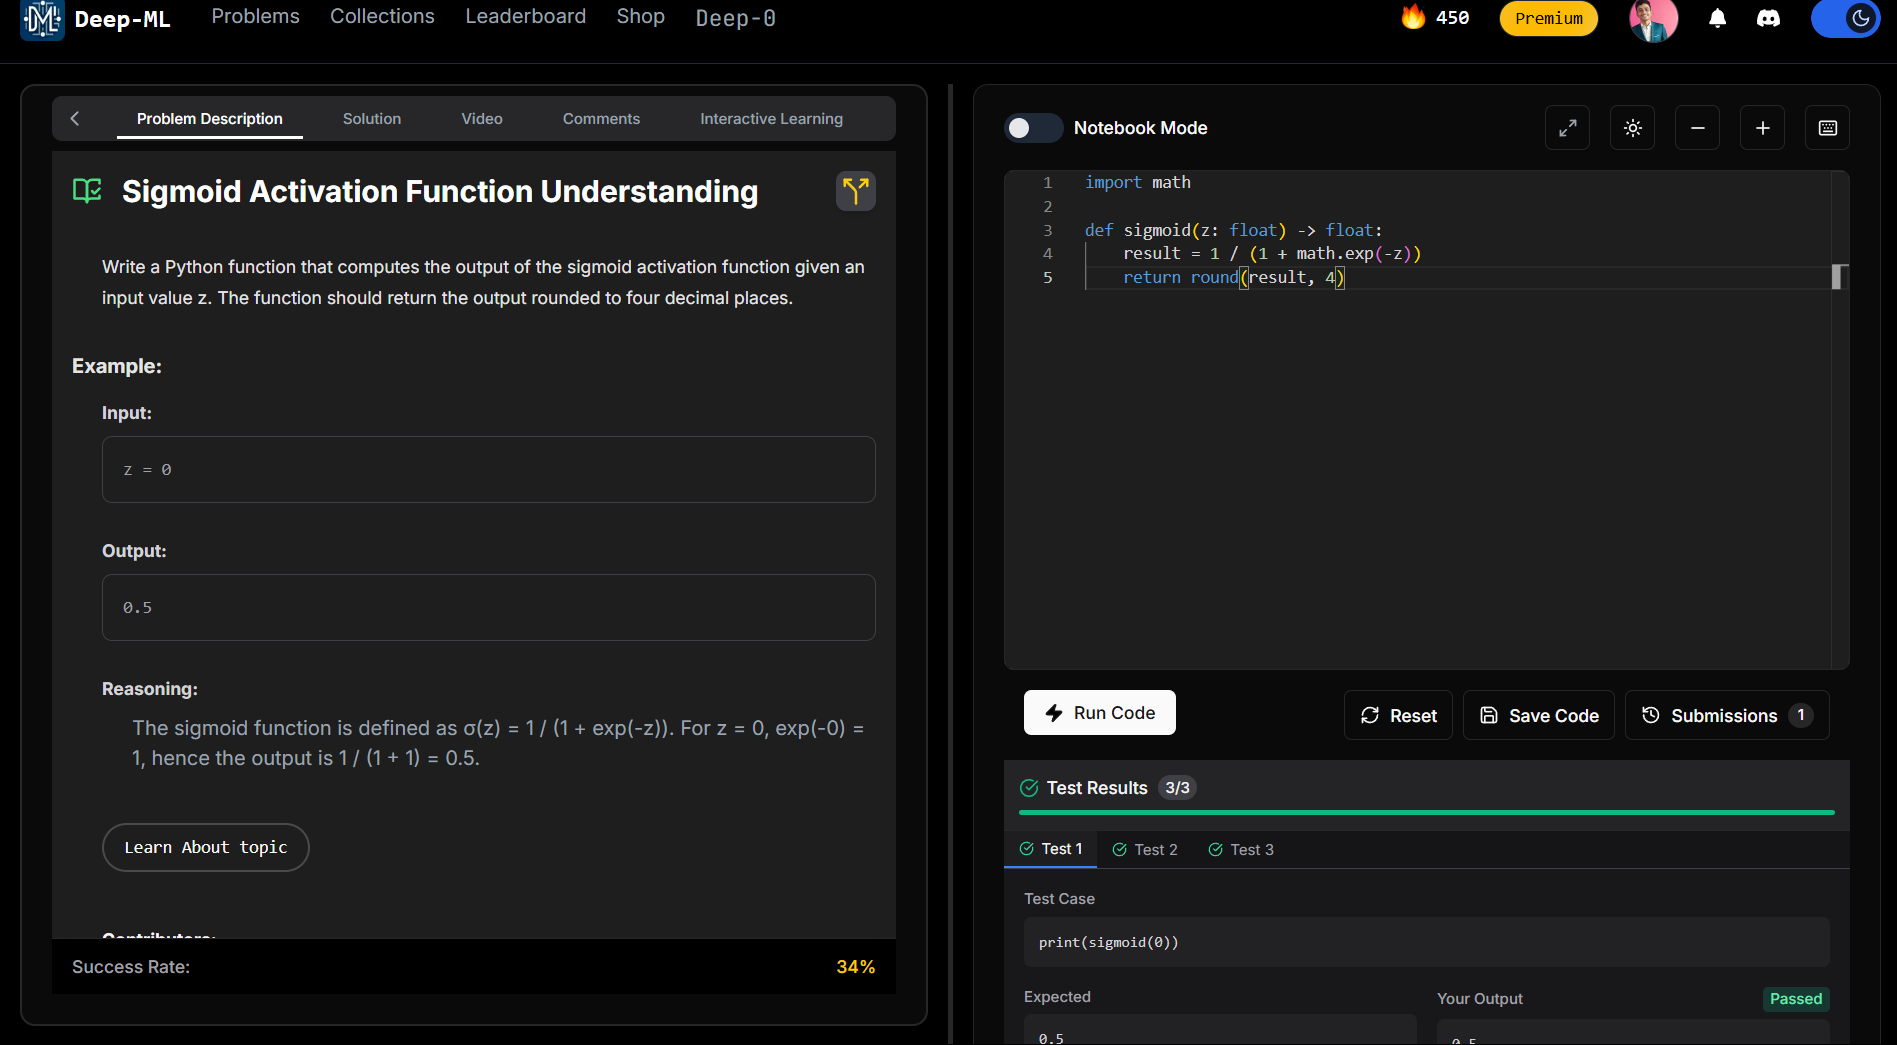 DML
Deep-ML
Problems
Collections
Leaderboard
Shop
Deep-0
450
Premium
Problem Description
Solution
Video
Comments
Interactive Learning
Sigmoid Activation Function Understanding
Write a Python function that computes the output of the sigmoid activation function given an
input value z. The function should return the output rounded to four decimal places.
Example:
Input:
z = 0
Output:
0.5
Reasoning:
The sigmoid function is defined as σ(z) = 1 / (1 + exp(-z)). For z = 0, exp(-0) =
1, hence the output is 1 / (1 + 1) = 0.5.
Learn About topic
Contributors:
Success Rate:
34%
Notebook Mode
1 import math
2
3 def sigmoid(z: float) -> float:
4     result = 1 / (1 + math.exp(-z))
5     return round(result, 4)
Run Code
Reset
Save Code
Submissions 1
Test Results 3/3
Test 1
Test 2
Test 3
Test Case
print(sigmoid(0))
Expected
Your Output
Passed
0.5
0.5